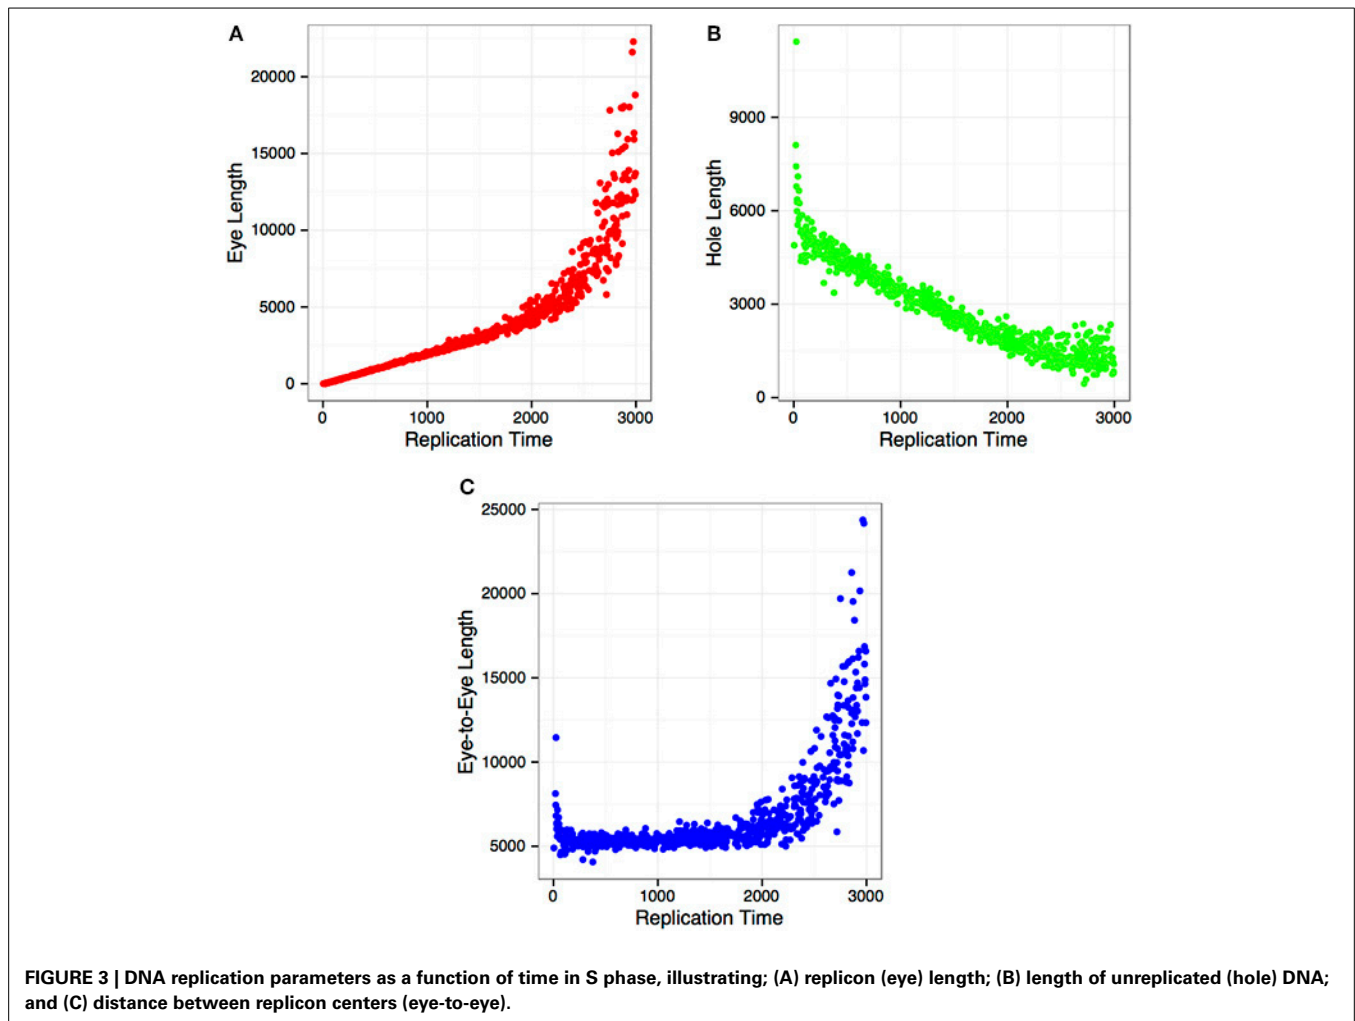 A
Eye Length
20000
15000
10000
5000
0
0 1000 2000 3000
Replication Time
B
Hole Length
9000
6000
3000
0
0 1000 2000 3000
Replication Time
C
Eye-to-Eye Length
25000
20000
15000
10000
5000
0 1000 2000 3000
Replication Time
FIGURE 3 | DNA replication parameters as a function of time in S phase, illustrating; (A) replicon (eye) length; (B) length of unreplicated (hole) DNA;
and (C) distance between replicon centers (eye-to-eye).